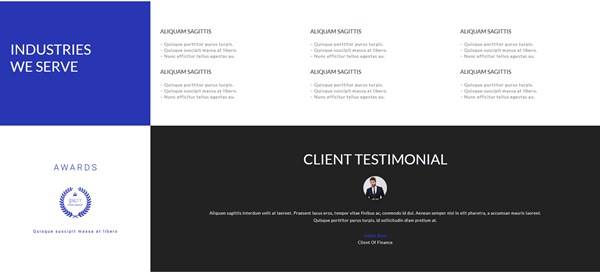 INDUSTRIES
WE SERVE
ALIQUAM SAGITTIS
- Quisque porttitor purus turpis.
- Quisque suscipit massa at libero.
- Nunc efficitur tellus egestas eu.
ALIQUAM SAGITTIS
- Quisque porttitor purus turpis.
- Quisque suscipit massa at libero.
- Nunc efficitur tellus egestas eu.
ALIQUAM SAGITTIS
- Quisque porttitor purus turpis.
- Quisque suscipit massa at libero.
- Nunc efficitur tellus egestas eu.
ALIQUAM SAGITTIS
- Quisque porttitor purus turpis.
- Quisque suscipit massa at libero.
- Nunc efficitur tellus egestas eu.
ALIQUAM SAGITTIS
- Quisque porttitor purus turpis.
- Quisque suscipit massa at libero.
- Nunc efficitur tellus egestas eu.
ALIQUAM SAGITTIS
- Quisque porttitor purus turpis.
- Quisque suscipit massa at libero.
- Nunc efficitur tellus egestas eu.
AWARDS
Quisque suscipit massa at libero
CLIENT TESTIMONIAL
Aliquam sagittis interdum velit at laoreet. Praesent lacus eros, tempor vitae finibus ac, commodo id dui. Aenean semper nisl in elit pharetra, a accumsan mauris laoreet.
Quisque porttitor purus turpis, ut sollicitudin diam pretium at.
Client Of Finance